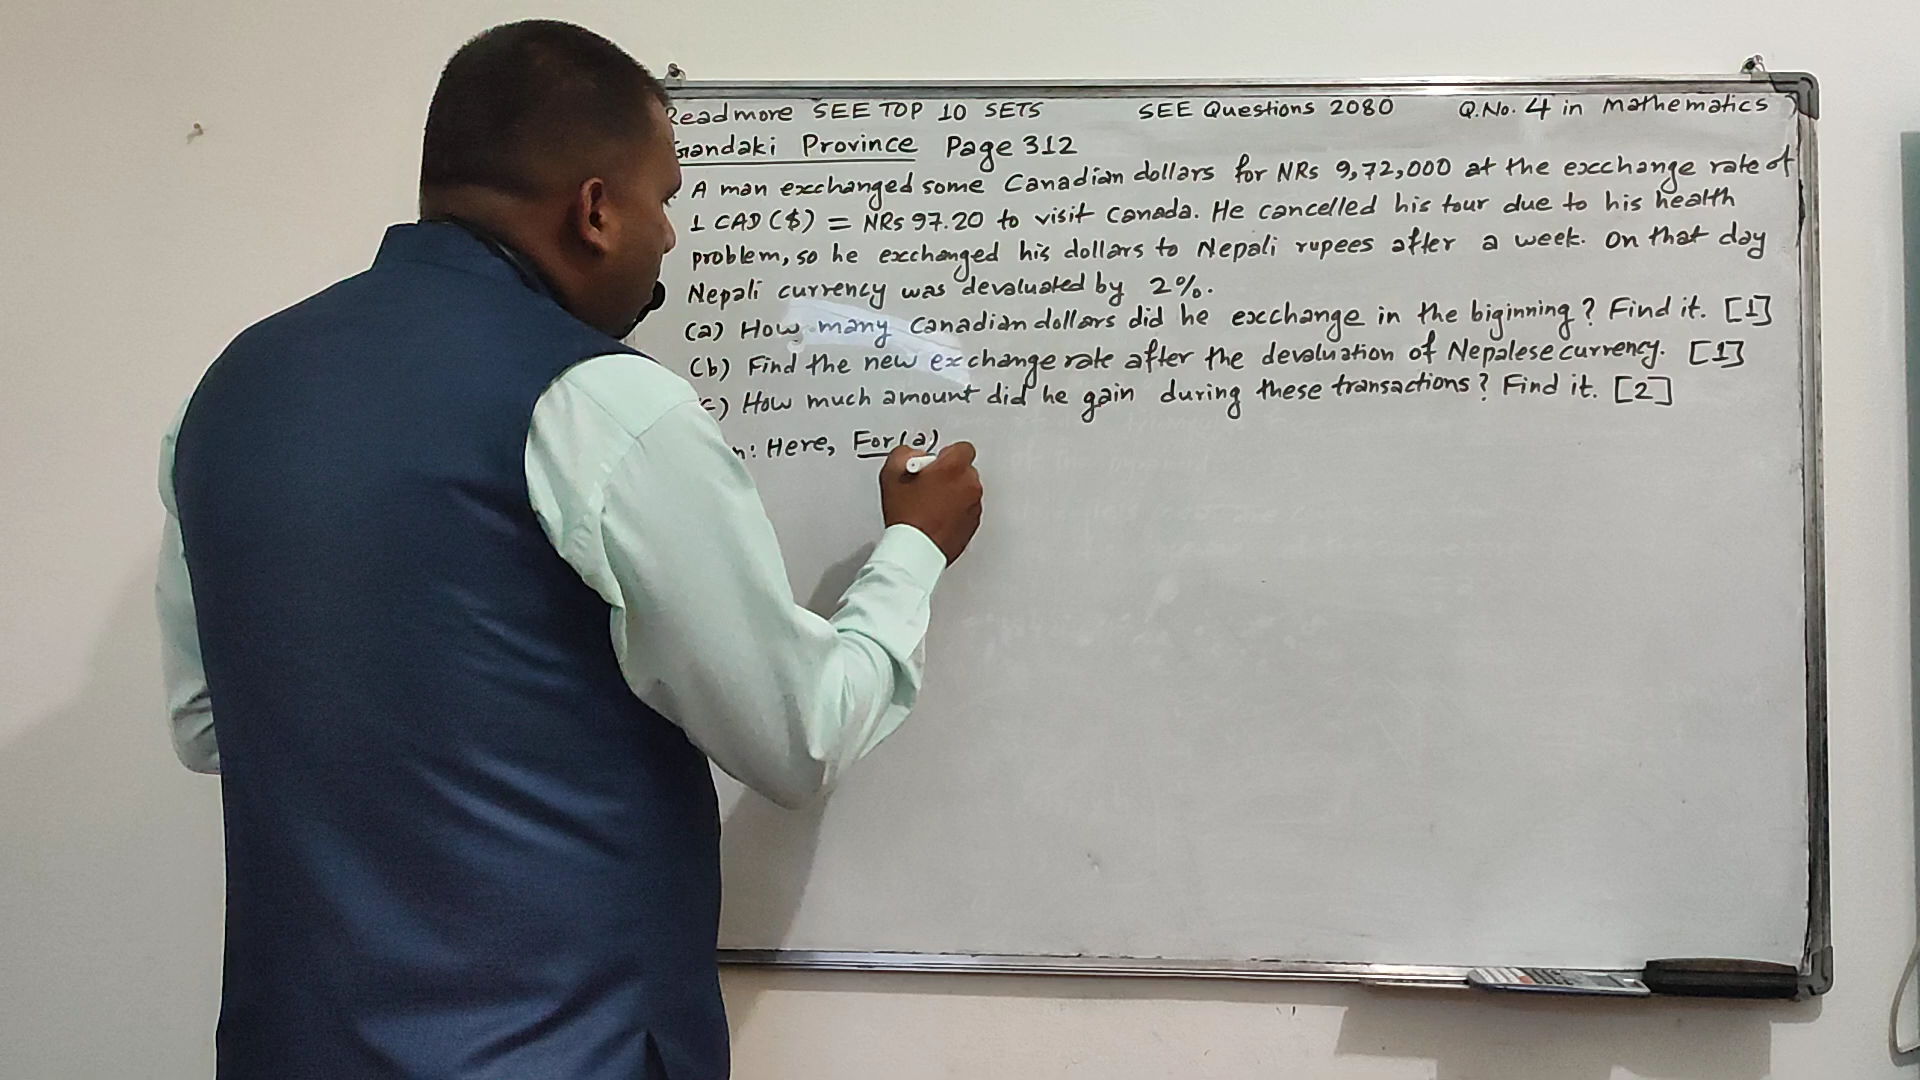 Read more SEE TOP 10 SETS SEE Questions 2080 Q.No. 4 in Mathematics
Gandaki Province Page 312
A man exchanged some Canadian dollars for NRs 9,72,000 at the exchange rate of
1 CAD ($) = NRs 97.20 to visit Canada. He cancelled his tour due to his health
problem, so he exchanged his dollars to Nepali rupees after a week. On that day
Nepali currency was devaluated by 2%.
(a) How many Canadian dollars did he exchange in the biginning? Find it. [1]
(b) Find the new exchange rate after the devaluation of Nepalese currency. [1]
(c) How much amount did he gain during these transactions? Find it. [2]
n: Here, For (a)